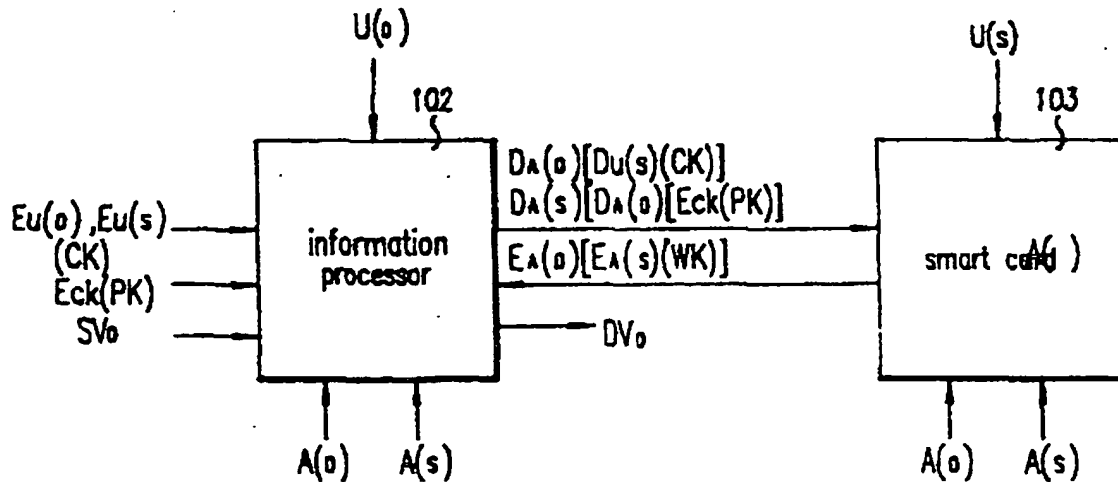 U(o)
U(s)
102
103
DA(o)[Du(s)(CK)]
DA(s)[DA(o)[Eck(PK)]
Eu(o) ,Eu(s)
(CK)
information
processor
EA(o)[EA(s)(WK)]
smart
Eck(PK)
SVo
DVo
A(o)
A(s)
A(o)
A(s)